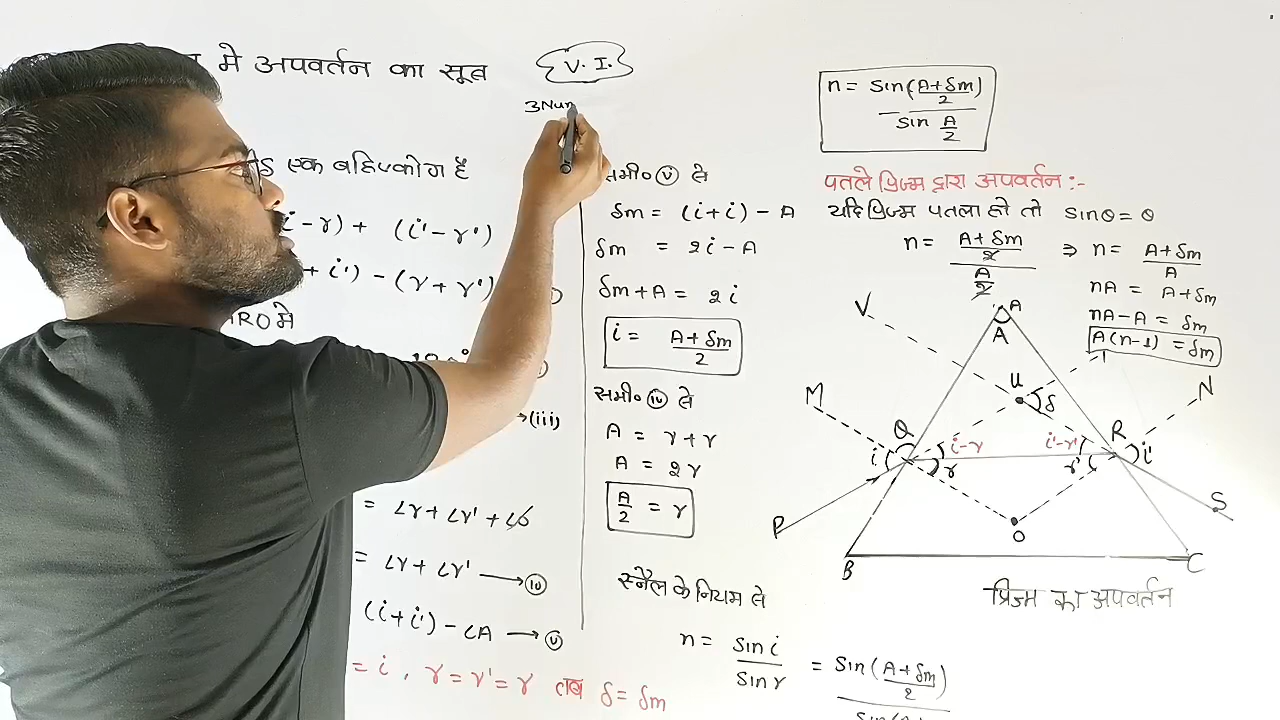 मे अपवर्तन का सूत्र
V. I.
3Num
एक बहिष्कोण है
(i-r) + (i'-r')
+ i') - (r + r')
में
→(iii)
= ∠r + ∠r' + ∠o
= ∠r + ∠r' → (iv)
(i+i') - ∠A → (v)
= i , r = r' = r तब δ = δm
समी० (v) से
δm = (i+i) - A
δm = 2i - A
δm + A = 2i
i = (A + δm)/2
समी० (iv) से
A = r + r
A = 2r
A/2 = r
स्नैल के नियम से
n = sin i / sin r = sin(A + δm / 2)
n = sin(A + δm / 2) / sin A/2
पतले प्रिज्म द्वारा अपवर्तन :-
यदि प्रिज्म पतला हो तो sinθ = θ
n = (A + δm / 2) / (A / 2) ⇒ n = (A + δm) / A
nA = A + δm
nA - A = δm
A(n-1) = δm
V
A
A
M
U
δ
N
Q
i
i-r
r
i'-r'
r'
R
i'
P
O
S
B
C
प्रिज्म का अपवर्तन